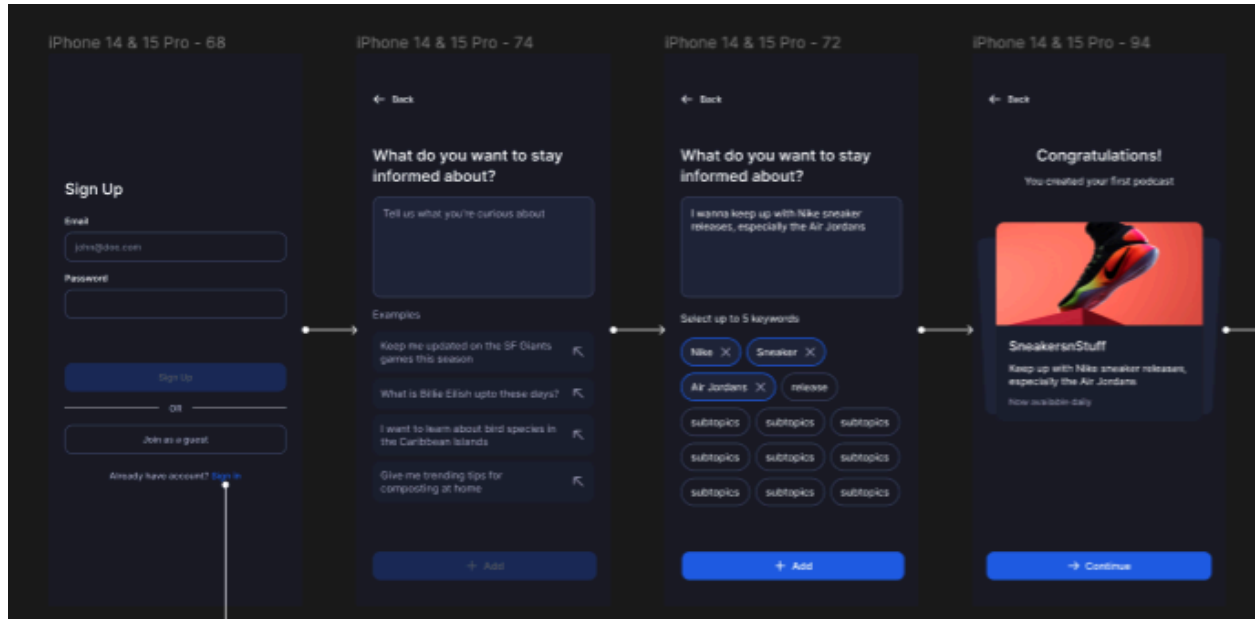 iPhone 14 & 15 Pro - 68
Sign Up
Email
john@doe.com
Password
Sign Up
OR
Join as a guest
Already have account? Sign in
iPhone 14 & 15 Pro - 74
Back
What do you want to stay
informed about?
Tell us what you're curious about
Examples
Keep me updated on the SF Giants
games this season
What is Billie Eilish upto these days?
I want to learn about bird species in
the Caribbean Islands
Give me trending tips for
composting at home
+ Add
iPhone 14 & 15 Pro - 72
Back
What do you want to stay
informed about?
I wanna keep up with Nike sneaker
releases, especially the Air Jordans
Select up to 5 keywords
Nike
Sneaker
Air Jordans
release
subtopics subtopics subtopics
subtopics subtopics subtopics
subtopics subtopics subtopics
+ Add
iPhone 14 & 15 Pro - 94
Back
Congratulations!
You created your first podcast
SneakersnStuff
Keep up with Nike sneaker releases,
especially the Air Jordans
Now available daily
Continue